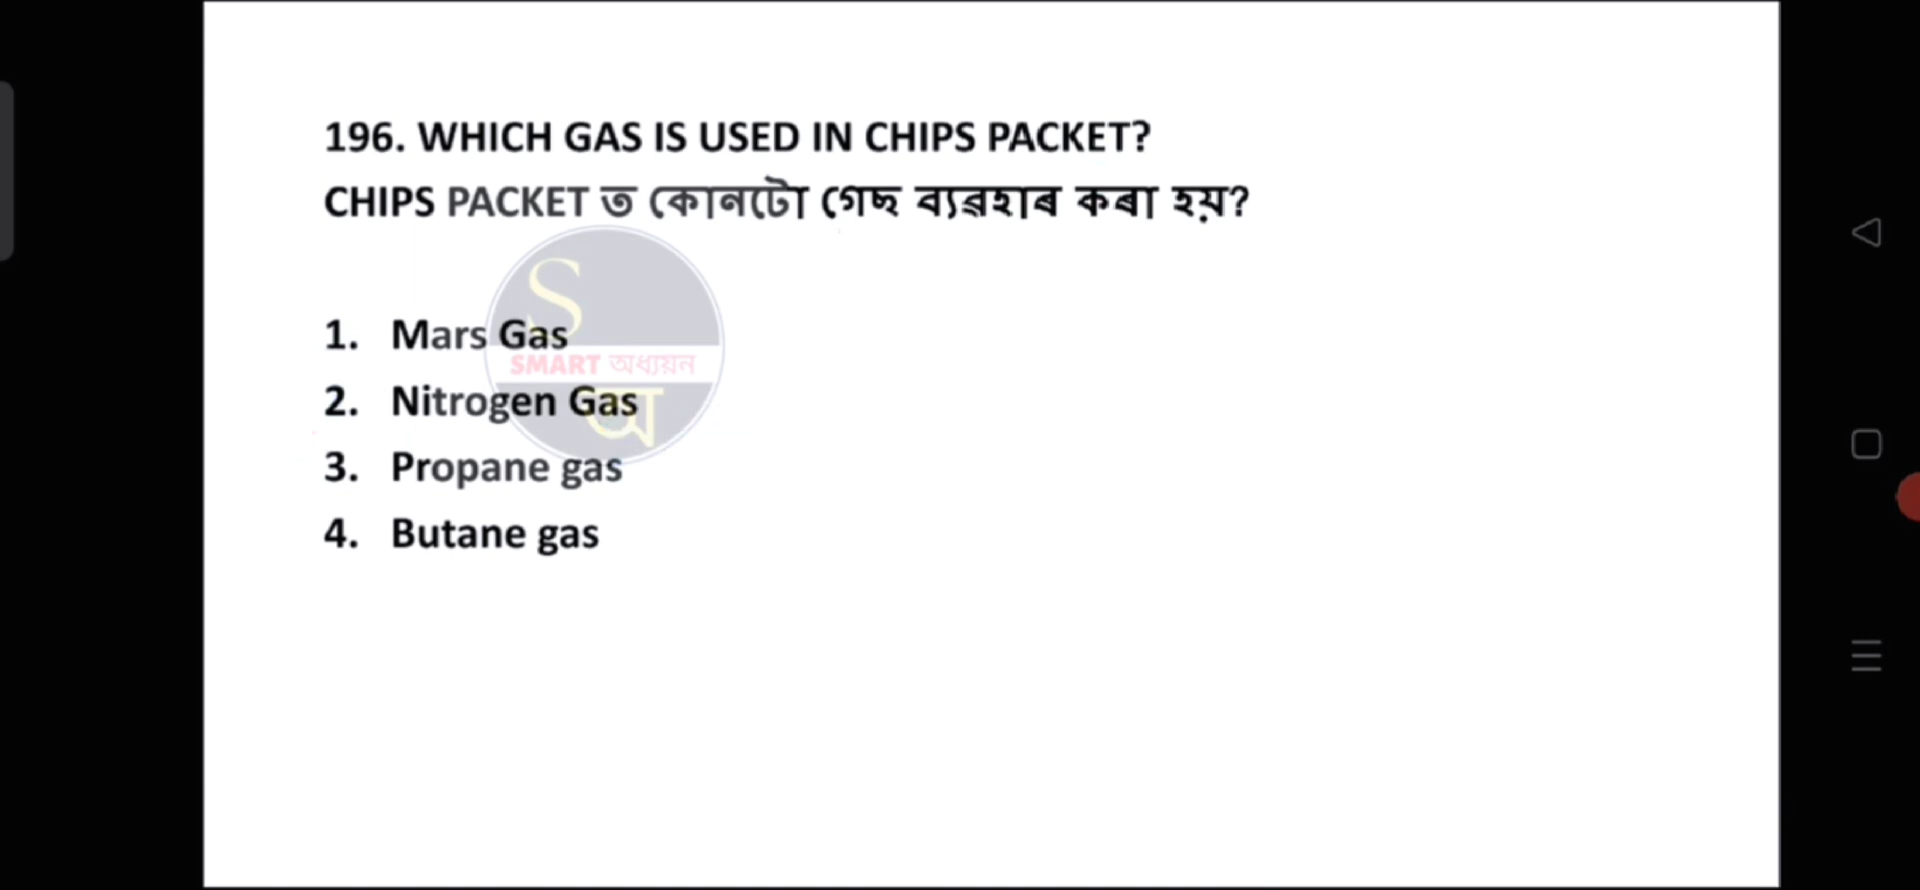 196. WHICH GAS IS USED IN CHIPS PACKET?
CHIPS PACKET ত কোনটো গেছ ব্যৱহাৰ কৰা হয়?
S
1. Mars Gas
SMART অধ্যয়ন
2. Nitrogen Gas
অ
3. Propane gas
4. Butane gas